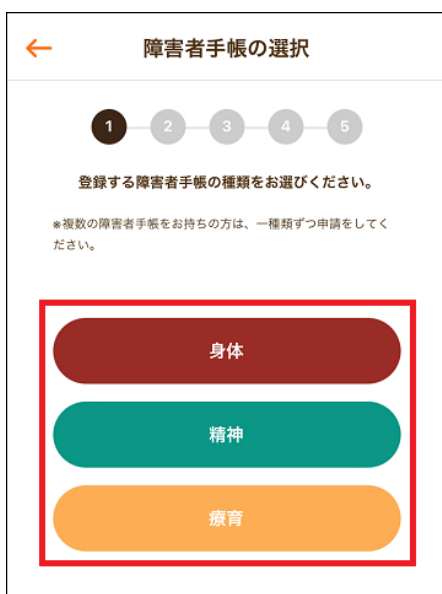 障害者手帳の選択
1 2 3 4 5
登録する障害者手帳の種類をお選びください。
※複数の障害者手帳をお持ちの方は、一種類ずつ申請をしてく
ださい。
身体
精神
療育